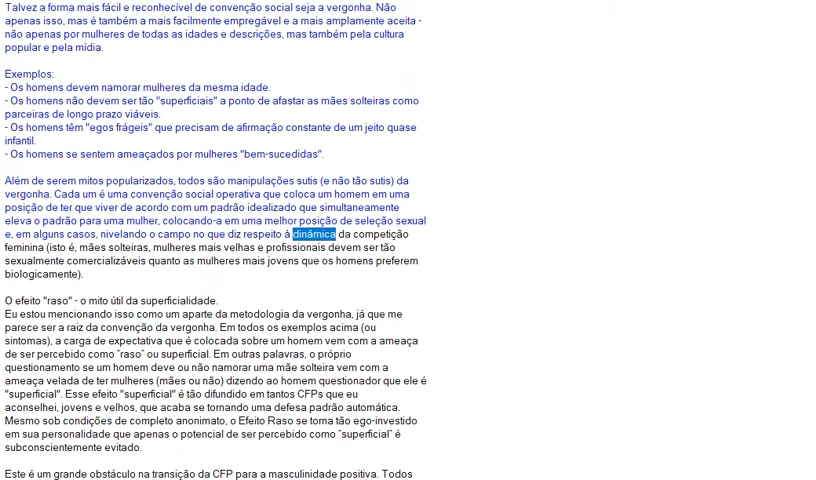 Talvez a forma mais fácil e reconhecível de convenção social seja a vergonha. Não
apenas isso, mas é também a mais facilmente empregável e a mais amplamente aceita -
não apenas por mulheres de todas as idades e descrições, mas também pela cultura
popular e pela mídia.

Exemplos:
- Os homens devem namorar mulheres da mesma idade.
- Os homens não devem ser tão "superficiais" a ponto de afastar as mães solteiras como
parceiras de longo prazo viáveis.
- Os homens têm "egos frágeis" que precisam de afirmação constante de um jeito quase
infantil.
- Os homens se sentem ameaçados por mulheres "bem-sucedidas".

Além de serem mitos popularizados, todos são manipulações sutis (e não tão sutis) da
vergonha. Cada um é uma convenção social operativa que coloca um homem em uma
posição de ter que viver de acordo com um padrão idealizado que simultaneamente
eleva o padrão para uma mulher, colocando-a em uma melhor posição de seleção sexual
e, em alguns casos, nivelando o campo no que diz respeito à dinâmica da competição
feminina (isto é, mães solteiras, mulheres mais velhas e profissionais devem ser tão
sexualmente comercializáveis quanto as mulheres mais jovens que os homens preferem
biologicamente).

O efeito "raso" - o mito útil da superficialidade.
Eu estou mencionando isso como um aparte da metodologia da vergonha, já que me
parece ser a raiz da convenção da vergonha. Em todos os exemplos acima (ou
sintomas), a carga de expectativa que é colocada sobre um homem vem com a ameaça
de ser percebido como ¨raso¨ ou superficial. Em outras palavras, o próprio
questionamento se um homem deve ou não namorar uma mãe solteira vem com a
ameaça velada de ter mulheres (mães ou não) dizendo ao homem questionador que ele é
"superficial". Esse efeito "superficial" é tão difundido em tantos CFPs que eu
aconselhei, jovens e velhos, que acaba se tornando uma defesa padrão automática.
Mesmo sob condições de completo anonimato, o Efeito Raso se torna tão ego-investido
em sua personalidade que apenas o potencial de ser percebido como ¨superficial¨ é
subconscientemente evitado.

Este é um grande obstáculo na transição da CFP para a masculinidade positiva. Todos